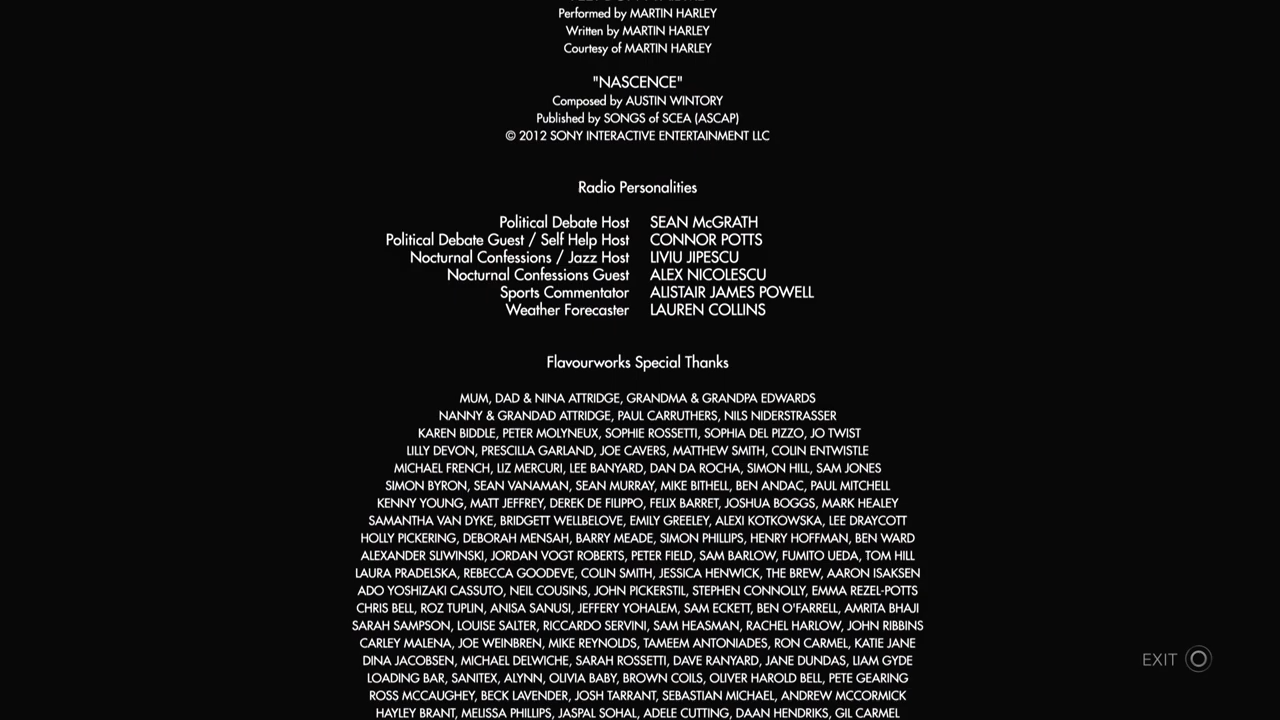 Performed by MARTIN HARLEY
Written by MARTIN HARLEY
Courtesy of MARTIN HARLEY
"NASCENCE"
Composed by AUSTIN WINTORY
Published by SONGS of SCEA (ASCAP)
© 2012 SONY INTERACTIVE ENTERTAINMENT LLC
Radio Personalities
Political Debate Host SEAN McGRATH
Political Debate Guest / Self Help Host CONNOR POTTS
Nocturnal Confessions / Jazz Host LIVIU JIPESCU
Nocturnal Confessions Guest ALEX NICOLESCU
Sports Commentator ALISTAIR JAMES POWELL
Weather Forecaster LAUREN COLLINS
Flavourworks Special Thanks
MUM, DAD & NINA ATTRIDGE, GRANDMA & GRANDPA EDWARDS
NANNY & GRANDAD ATTRIDGE, PAUL CARRUTHERS, NILS NIDERSTRASSER
KAREN BIDDLE, PETER MOLYNEUX, SOPHIE ROSSETTI, SOPHIA DEL PIZZO, JO TWIST
LILLY DEVON, PRESCILLA GARLAND, JOE CAVERS, MATTHEW SMITH, COLIN ENTWISTLE
MICHAEL FRENCH, LIZ MERCURI, LEE BANYARD, DAN DA ROCHA, SIMON HILL, SAM JONES
SIMON BYRON, SEAN VANAMAN, SEAN MURRAY, MIKE BITHELL, BEN ANDAC, PAUL MITCHELL
KENNY YOUNG, MATT JEFFREY, DEREK DE FILIPPO, FELIX BARRET, JOSHUA BOGGS, MARK HEALEY
SAMANTHA VAN DYKE, BRIDGETT WELLBELOVE, EMILY GREELEY, ALEXI KOTKOWSKA, LEE DRAYCOTT
HOLLY PICKERING, DEBORAH MENSAH, BARRY MEADE, SIMON PHILLIPS, HENRY HOFFMAN, BEN WARD
ALEXANDER SLIWINSKI, JORDAN VOGT ROBERTS, PETER FIELD, SAM BARLOW, FUMITO UEDA, TOM HILL
LAURA PRADELSKA, REBECCA GOODEVE, COLIN SMITH, JESSICA HENWICK, THE BREW, AARON ISAKSEN
ADO YOSHIZAKI CASSUTO, NEIL COUSINS, JOHN PICKERSTIL, STEPHEN CONNOLLY, EMMA REZEL-POTTS
CHRIS BELL, ROZ TUPLIN, ANISA SANUSI, JEFFERY YOHALEM, SAM ECKETT, BEN O'FARRELL, AMRITA BHAJI
SARAH SAMPSON, LOUISE SALTER, RICCARDO SERVINI, SAM HEASMAN, RACHEL HARLOW, JOHN RIBBINS
CARLEY MALENA, JOE WEINBREN, MIKE REYNOLDS, TAMEEM ANTONIADES, RON CARMEL, KATIE JANE
DINA JACOBSEN, MICHAEL DELWICHE, SARAH ROSSETTI, DAVE RANYARD, JANE DUNDAS, LIAM GYDE
LOADING BAR, SANITEX, ALYNN, OLIVIA BABY, BROWN COILS, OLIVER HAROLD BELL, PETE GEARING
ROSS MCCAUGHEY, BECK LAVENDER, JOSH TARRANT, SEBASTIAN MICHAEL, ANDREW MCCORMICK
HAYLEY BRANT, MELISSA PHILLIPS, JASPAL SOHAL, ADELE CUTTING, DAAN HENDRIKS, GIL CARMEL
EXIT